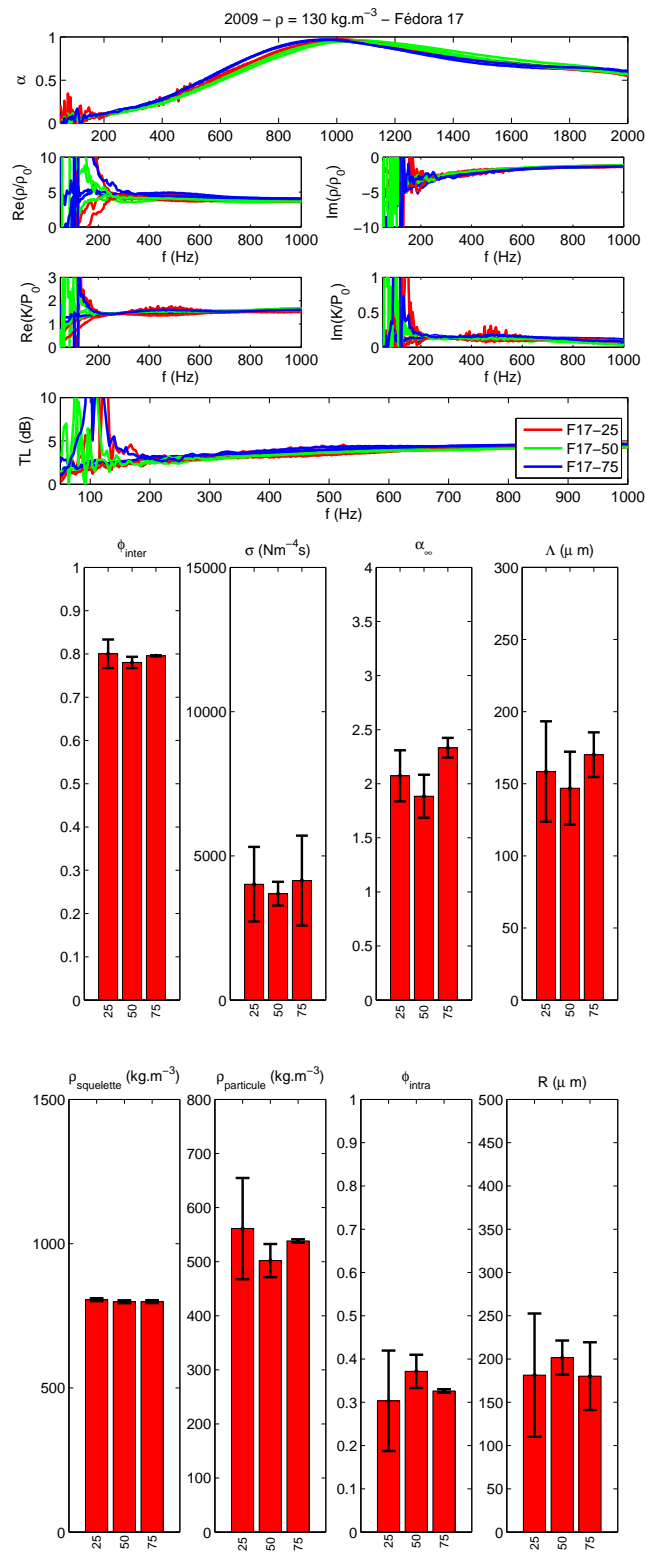 2009 − ρ = 130 kg.m−3 − Fédora 17
1
0.5
0
α
200 400 600 800 1000 1200 1400 1600 1800 2000
f (Hz)
10
5
0
Re(ρ/ρ0)
200 400 600 800 1000
f (Hz)
0
−5
−10
Im(ρ/ρ0)
200 400 600 800 1000
f (Hz)
3
2
1
0
Re(K/P0)
200 400 600 800 1000
f (Hz)
1
0.5
0
Im(K/P0)
200 400 600 800 1000
f (Hz)
10
5
0
TL (dB)
100 200 300 400 500 600 700 800 900 1000
f (Hz)
F17−25
F17−50
F17−75
ϕinter
1
0.9
0.8
0.7
0.6
0.5
0.4
0.3
0.2
0.1
0
25 50 75
σ (Nm−4s)
15000
10000
5000
0
25 50 75
α∞
4
3.5
3
2.5
2
1.5
1
0.5
0
25 50 75
Λ (μ m)
300
250
200
150
100
50
0
25 50 75
ρsquelette (kg.m−3)
1500
1000
500
0
25 50 75
ρparticule (kg.m−3)
800
700
600
500
400
300
200
100
0
25 50 75
ϕintra
1
0.9
0.8
0.7
0.6
0.5
0.4
0.3
0.2
0.1
0
25 50 75
R (μ m)
500
450
400
350
300
250
200
150
100
50
0
25 50 75